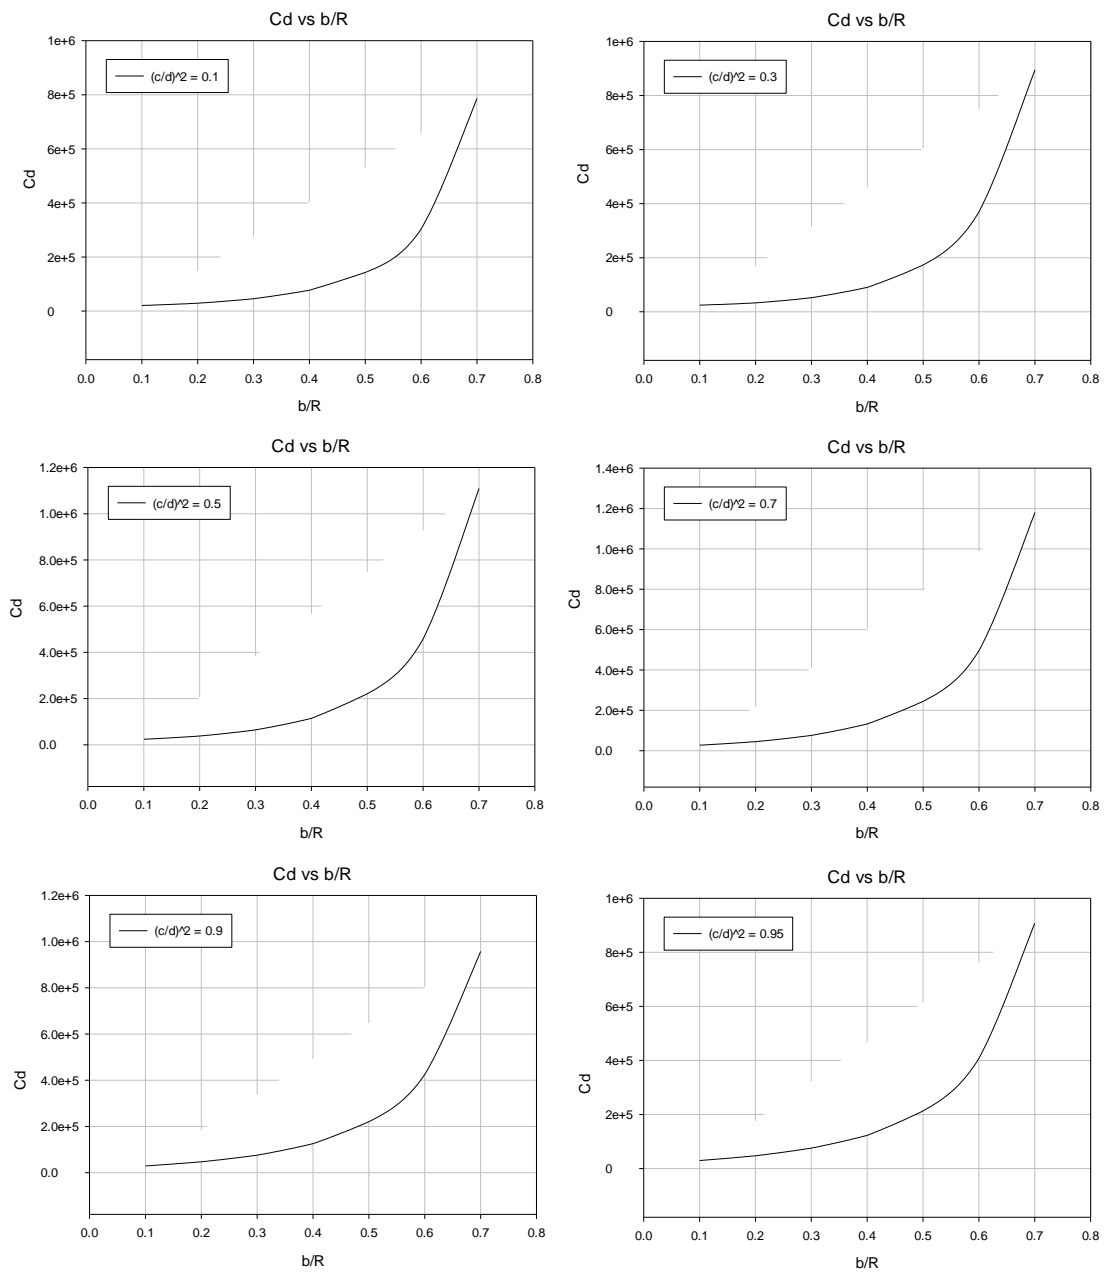 Cd vs b/R
1e+6
(c/d)^2 = 0.1
8e+5
6e+5
Cd
4e+5
2e+5
0
0.0 0.1 0.2 0.3 0.4 0.5 0.6 0.7 0.8
b/R
Cd vs b/R
1e+6
(c/d)^2 = 0.3
8e+5
6e+5
Cd
4e+5
2e+5
0
0.0 0.1 0.2 0.3 0.4 0.5 0.6 0.7 0.8
b/R
Cd vs b/R
1.2e+6
(c/d)^2 = 0.5
1.0e+6
8.0e+5
6.0e+5
Cd
4.0e+5
2.0e+5
0.0
0.0 0.1 0.2 0.3 0.4 0.5 0.6 0.7 0.8
b/R
Cd vs b/R
1.4e+6
(c/d)^2 = 0.7
1.2e+6
1.0e+6
8.0e+5
Cd
6.0e+5
4.0e+5
2.0e+5
0.0
0.0 0.1 0.2 0.3 0.4 0.5 0.6 0.7 0.8
b/R
Cd vs b/R
1.2e+6
(c/d)^2 = 0.9
1.0e+6
8.0e+5
6.0e+5
Cd
4.0e+5
2.0e+5
0.0
0.0 0.1 0.2 0.3 0.4 0.5 0.6 0.7 0.8
b/R
Cd vs b/R
1e+6
(c/d)^2 = 0.95
8e+5
6e+5
Cd
4e+5
2e+5
0
0.0 0.1 0.2 0.3 0.4 0.5 0.6 0.7 0.8
b/R